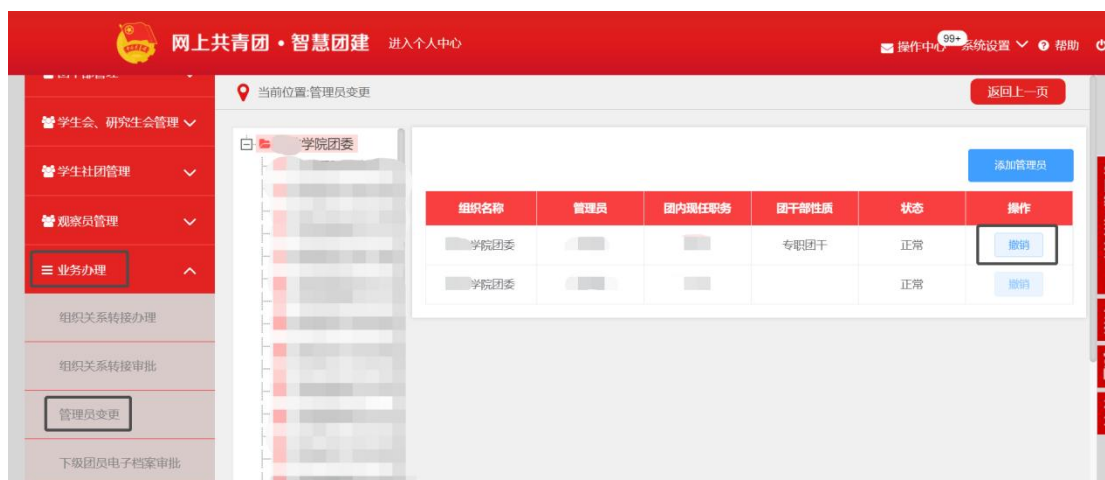 网上共青团·智慧团建 进入个人中心
99+
操作中心 系统设置 帮助
当前位置:管理员变更
返回上一页
学生会、研究生会管理
学生社团管理
观察员管理
业务办理
组织关系转接办理
组织关系转接审批
管理员变更
下级团员电子档案审批
学院团委
添加管理员
组织名称 管理员 团内现任职务 团干部性质 状态 操作
学院团委 专职团干 正常 撤销
学院团委 正常 撤销